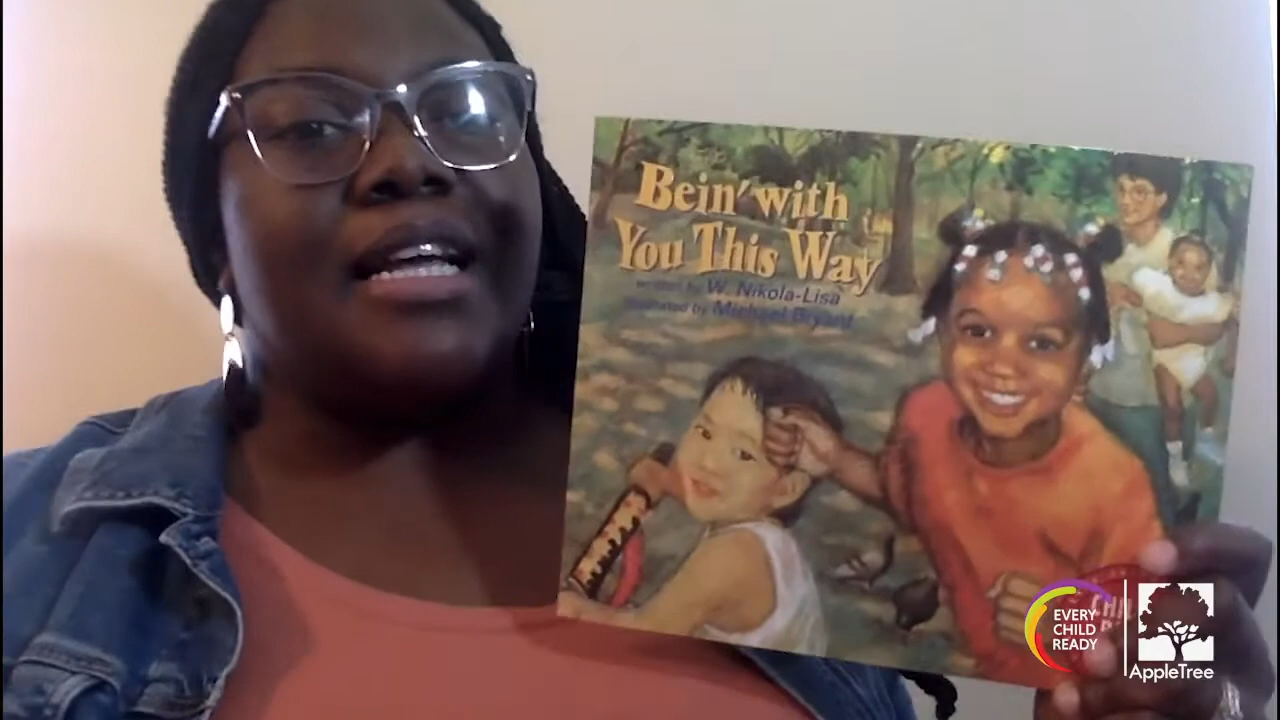 Bein' with
You This Way
written by W. Nikola-Lisa
illustrated by Michael Bryant
EVERY
CHILD
READY
AppleTree